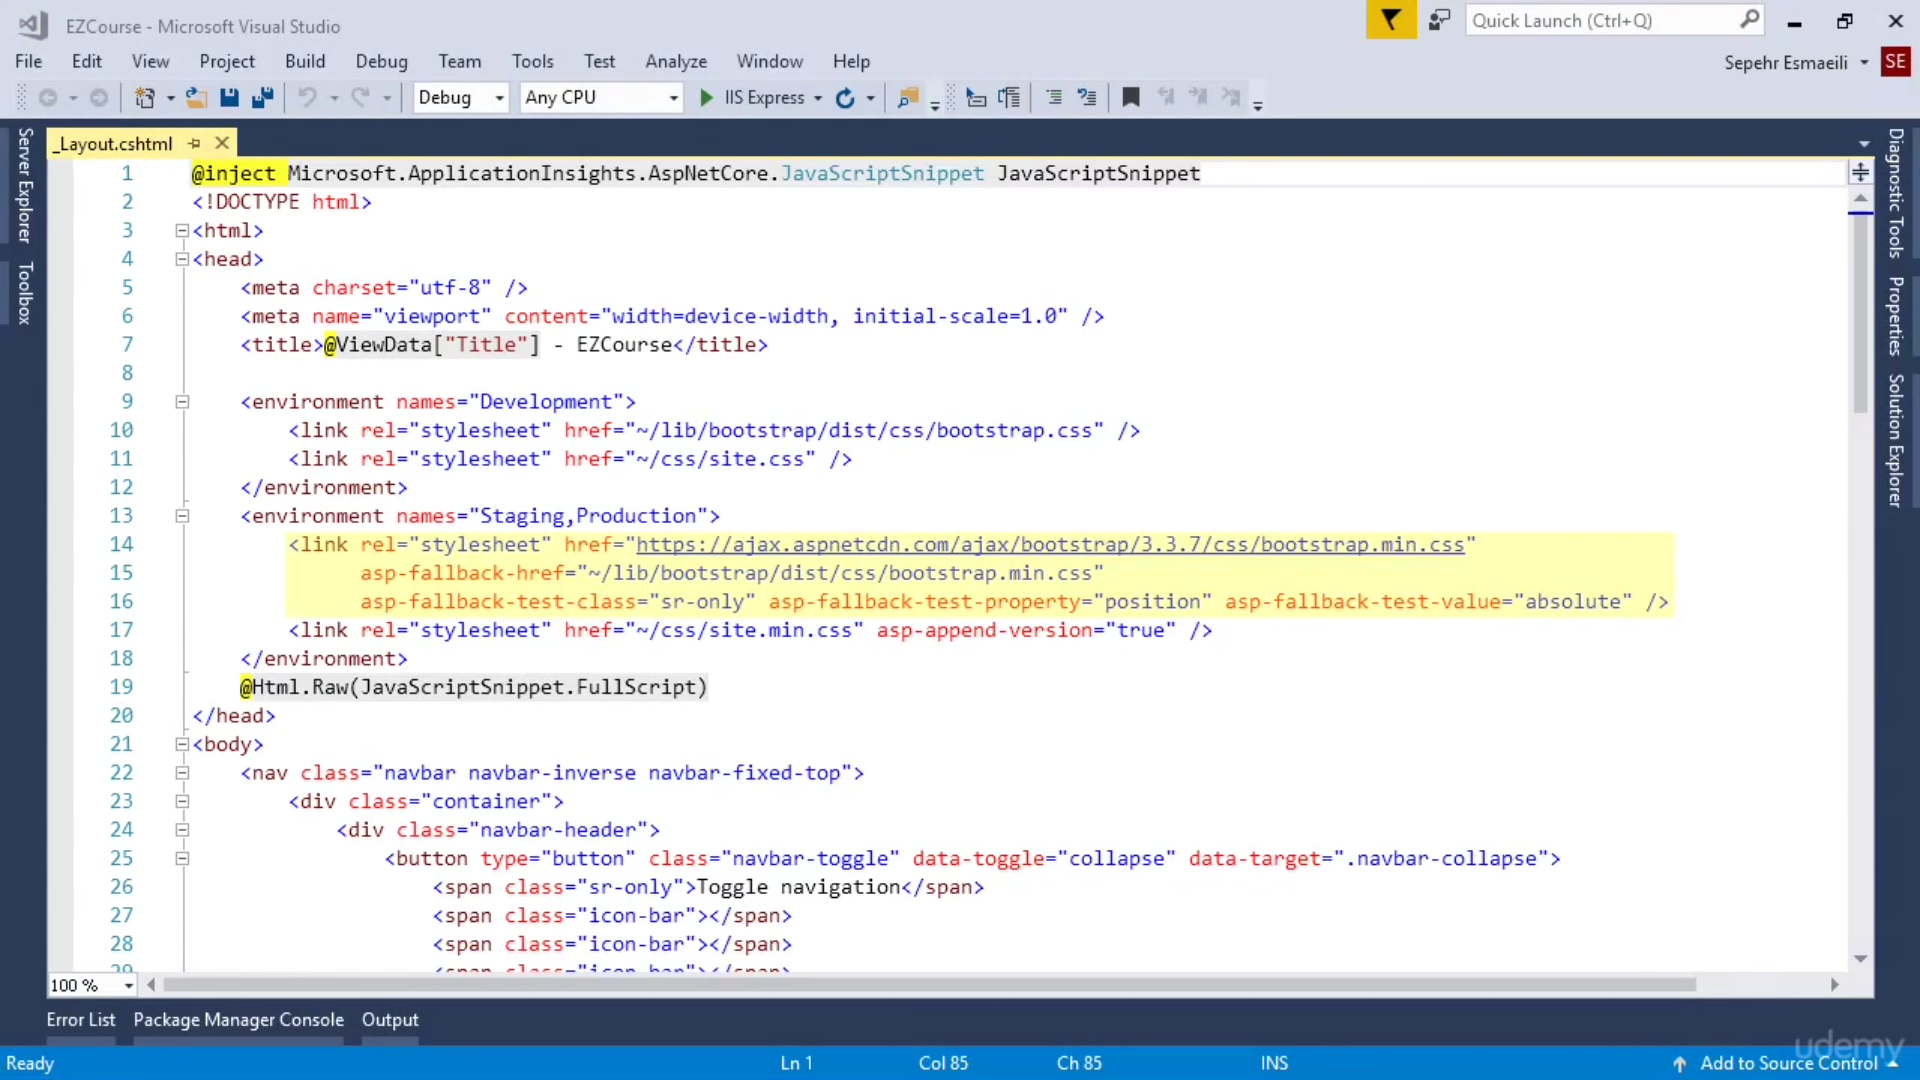 EZCourse - Microsoft Visual Studio
Quick Launch (Ctrl+Q)
File Edit View Project Build Debug Team Tools Test Analyze Window Help
Sepehr Esmaeili SE
Debug Any CPU IIS Express
_Layout.cshtml
Server Explorer
Toolbox
Diagnostic Tools
Properties
Solution Explorer
1 @inject Microsoft.ApplicationInsights.AspNetCore.JavaScriptSnippet JavaScriptSnippet
2 <!DOCTYPE html>
3 <html>
4 <head>
5 <meta charset="utf-8" />
6 <meta name="viewport" content="width=device-width, initial-scale=1.0" />
7 <title>@ViewData["Title"] - EZCourse</title>
8
9 <environment names="Development">
10 <link rel="stylesheet" href="~/lib/bootstrap/dist/css/bootstrap.css" />
11 <link rel="stylesheet" href="~/css/site.css" />
12 </environment>
13 <environment names="Staging,Production">
14 <link rel="stylesheet" href="https://ajax.aspnetcdn.com/ajax/bootstrap/3.3.7/css/bootstrap.min.css"
15 asp-fallback-href="~/lib/bootstrap/dist/css/bootstrap.min.css"
16 asp-fallback-test-class="sr-only" asp-fallback-test-property="position" asp-fallback-test-value="absolute" />
17 <link rel="stylesheet" href="~/css/site.min.css" asp-append-version="true" />
18 </environment>
19 @Html.Raw(JavaScriptSnippet.FullScript)
20 </head>
21 <body>
22 <nav class="navbar navbar-inverse navbar-fixed-top">
23 <div class="container">
24 <div class="navbar-header">
25 <button type="button" class="navbar-toggle" data-toggle="collapse" data-target=".navbar-collapse">
26 <span class="sr-only">Toggle navigation</span>
27 <span class="icon-bar"></span>
28 <span class="icon-bar"></span>
29 <span class="icon-bar"></span>
100 %
Error List Package Manager Console Output
Ready Ln 1 Col 85 Ch 85 INS Add to Source Control
udemy